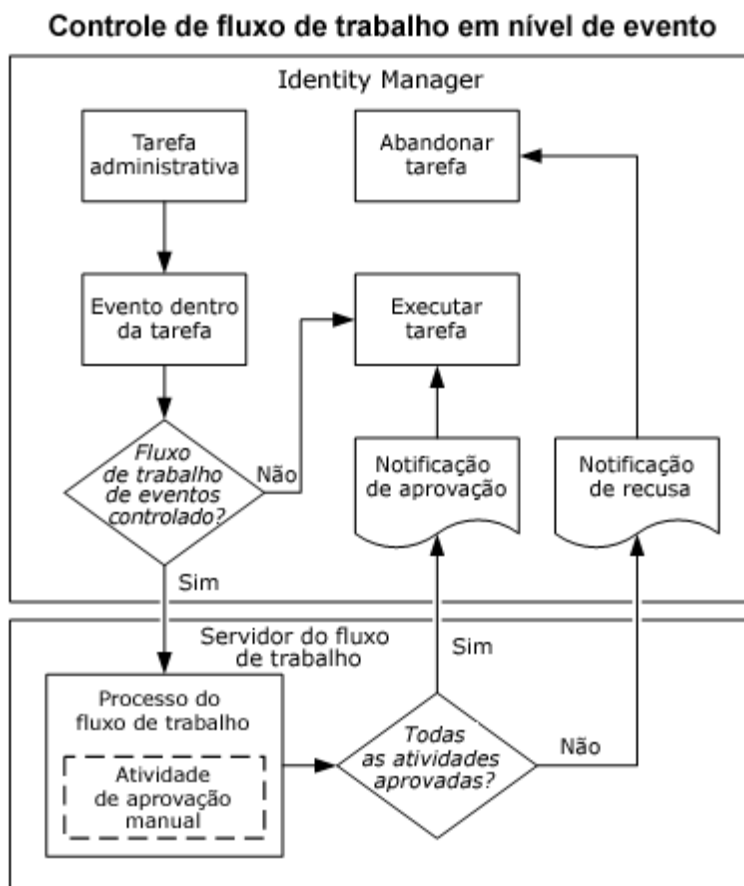 Controle de fluxo de trabalho em nível de evento
Identity Manager
Tarefa
administrativa
Abandonar
tarefa
Evento dentro
da tarefa
Executar
tarefa
Fluxo
de trabalho
de eventos
controlado?
Não
Notificação
de aprovação
Notificação
de recusa
Sim
Servidor do fluxo
de trabalho
Sim
Processo do
fluxo de trabalho
Atividade
de aprovação
manual
Todas
as atividades
aprovadas?
Não